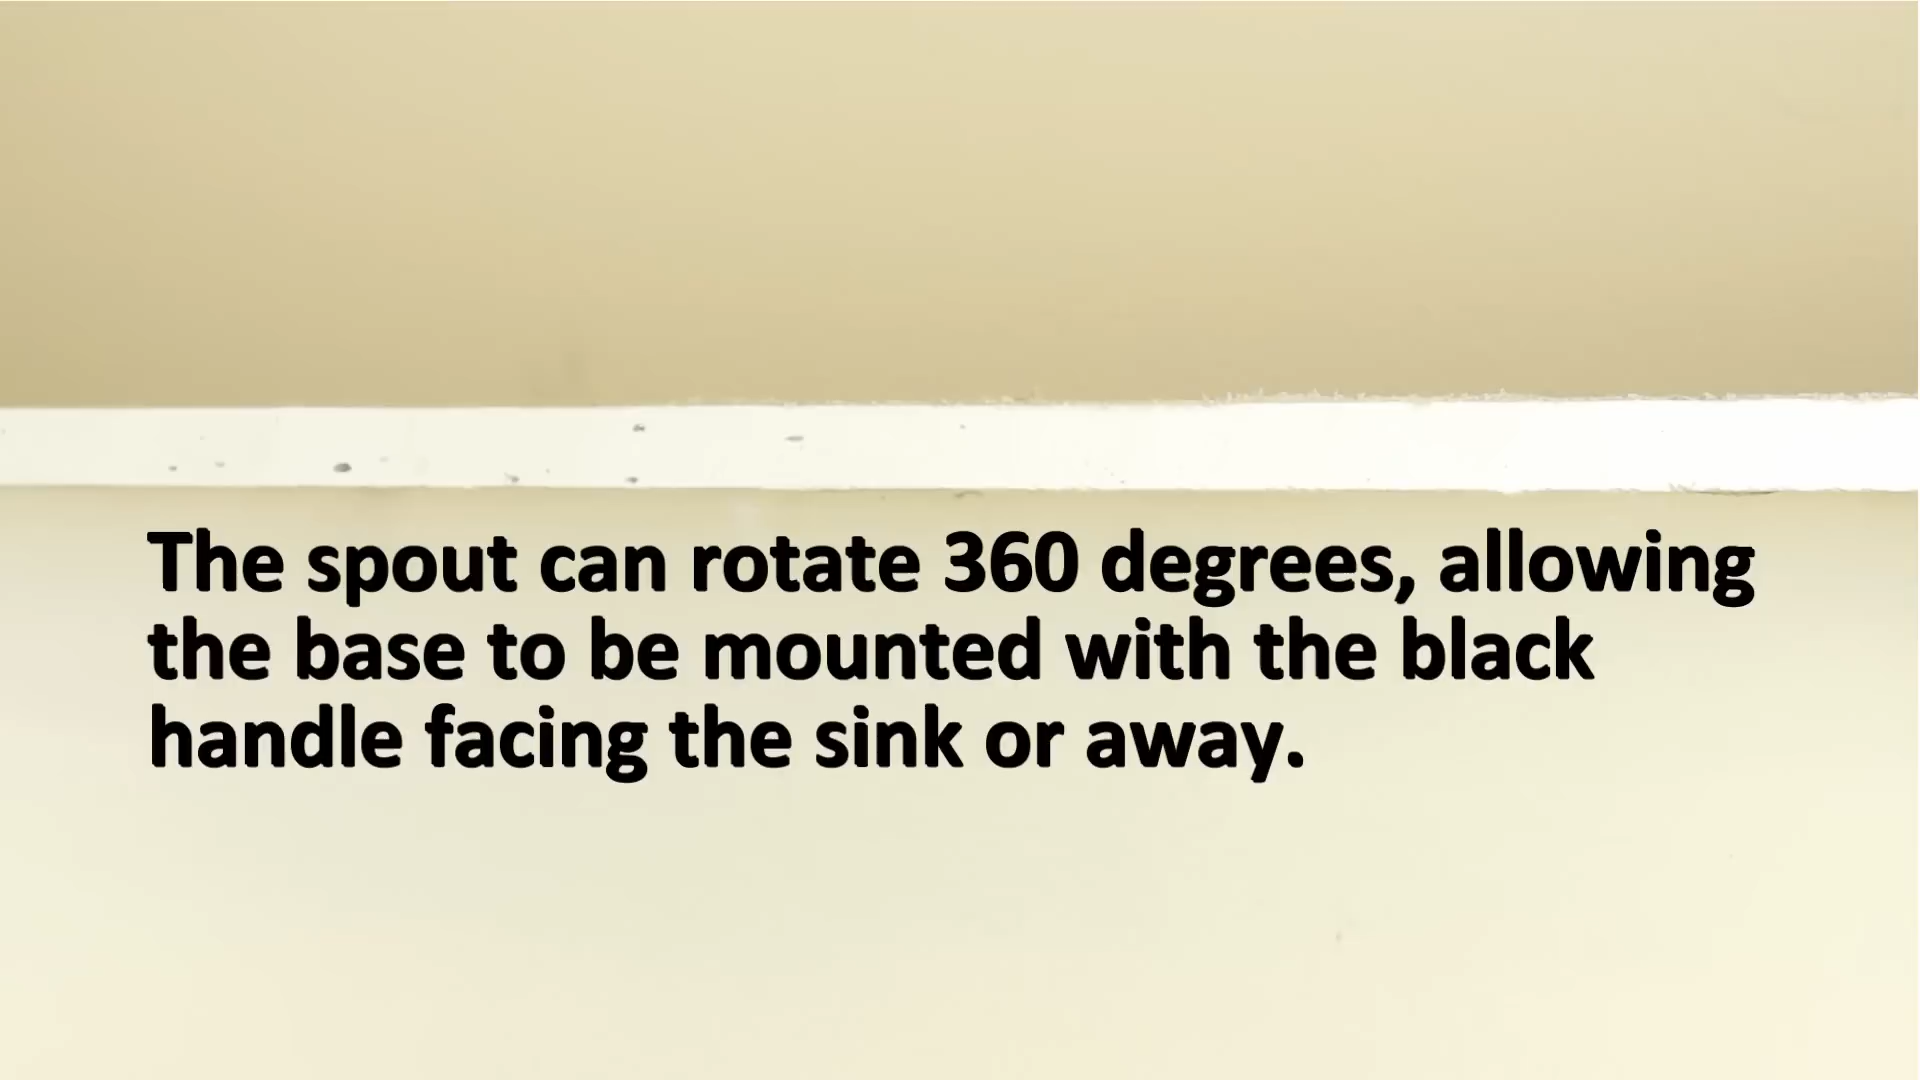 The spout can rotate 360 degrees, allowing
the base to be mounted with the black
handle facing the sink or away.